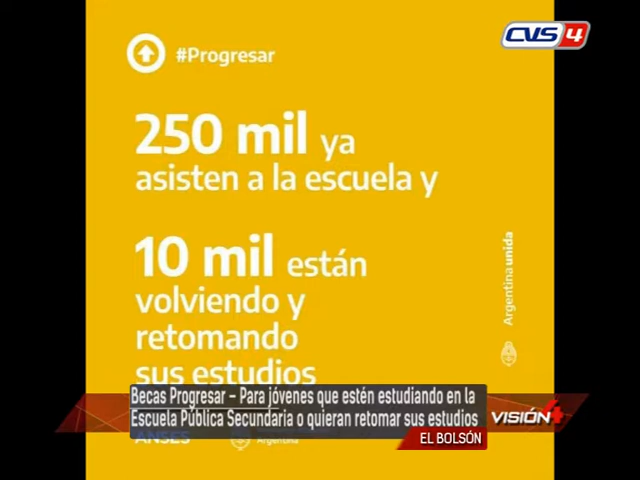 CVS4
#Progresar
250 mil ya
asisten a la escuela y
10 mil están
volviendo y
retomando
sus estudios
Argentina unida
Becas Progresar – Para jóvenes que estén estudiando en la
Escuela Pública Secundaria o quieran retomar sus estudios
VISIÓN 4
EL BOLSÓN
ANSES
Argentina